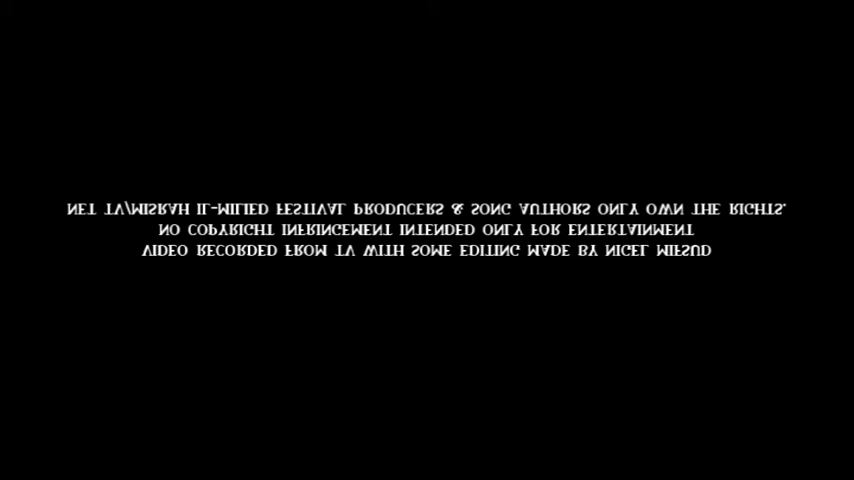 VIDEO RECORDED FROM TV WITH SOME EDITING MADE BY NIGEL MIFSUD
NO COPYRIGHT INFRINGEMENT INTENDED ONLY FOR ENTERTAINMENT
NET TV/MISRAH IL-MILIED FESTIVAL PRODUCERS & SONG AUTHORS ONLY OWN THE RIGHTS.